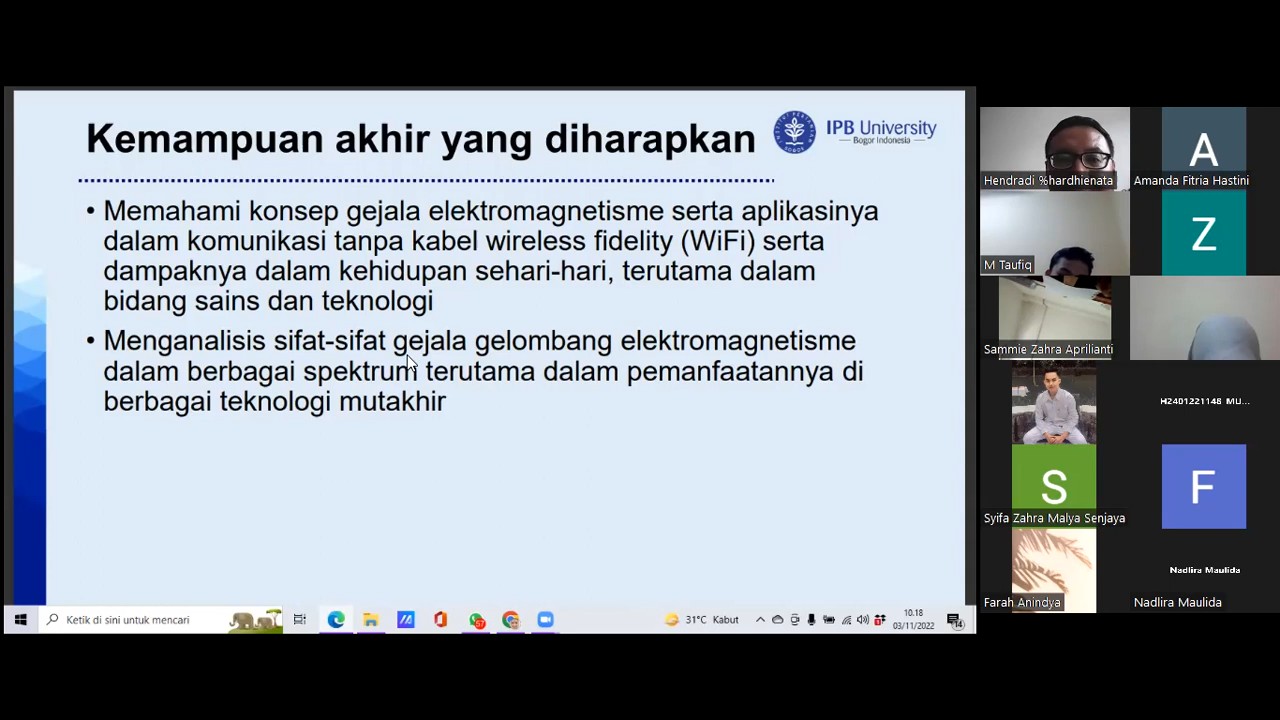 Kemampuan akhir yang diharapkan
IPB University
Bogor Indonesia
• Memahami konsep gejala elektromagnetisme serta aplikasinya
dalam komunikasi tanpa kabel wireless fidelity (WiFi) serta
dampaknya dalam kehidupan sehari-hari, terutama dalam
bidang sains dan teknologi
• Menganalisis sifat-sifat gejala gelombang elektromagnetisme
dalam berbagai spektrum terutama dalam pemanfaatannya di
berbagai teknologi mutakhir
Ketik di sini untuk mencari
57
31°C Kabut
10.18
03/11/2022
14
Hendradi %hardhienata
A
Amanda Fitria Hastini
M Taufiq
Z
Sammie Zahra Aprilianti
H2401221148 MU...
S
Syifa Zahra Malya Senjaya
F
Farah Anindya
Nadlira Maulida
Nadlira Maulida